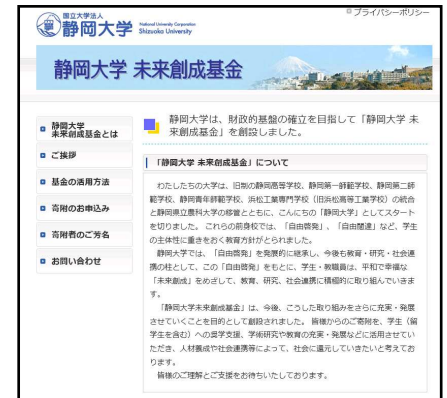 プライバシーポリシー
国立大学法人
静岡大学
National University Corporation
Shizuoka University
静岡大学 未来創成基金
静岡大学
未来創成基金とは
ご挨拶
基金の活用方法
寄附のお申込み
寄附者のご芳名
お問い合わせ
静岡大学は、財政的基盤の確立を目指して「静岡大学 未
来創成基金」を創設しました。
「静岡大学 未来創成基金」について
わたしたちの大学は、旧制の静岡高等学校、静岡第一師範学校、静岡第二師
範学校、静岡青年師範学校、浜松工業専門学校（旧浜松高等工業学校）の統合
と静岡県立農科大学の移管とともに、こんにちの「静岡大学」としてスタート
を切りました。 これらの前身校では、「自由啓発」、「自由闊達」など、学生
の主体性に重きをおく教育方針がとられました。
静岡大学では、「自由啓発」を発展的に継承し、今後も教育・研究・社会連
携の柱として、この「自由啓発」をもとに、学生・教職員は、平和で幸福な
「未来創成」をめざして、教育、研究、社会連携に積極的に取り組んでいきま
す。
「静岡大学未来創成基金」は、今後、こうした取り組みをさらに充実・発展
させていくことを目的として創設されました。 皆様からのご寄附を、学生（留
学生を含む）への奨学支援、学術研究や教育の充実・発展などに活用させてい
ただき、人材養成や社会連携等によって、社会に還元していきたいと考えてお
ります。
皆様のご理解とご支援をお待ちいたしております。